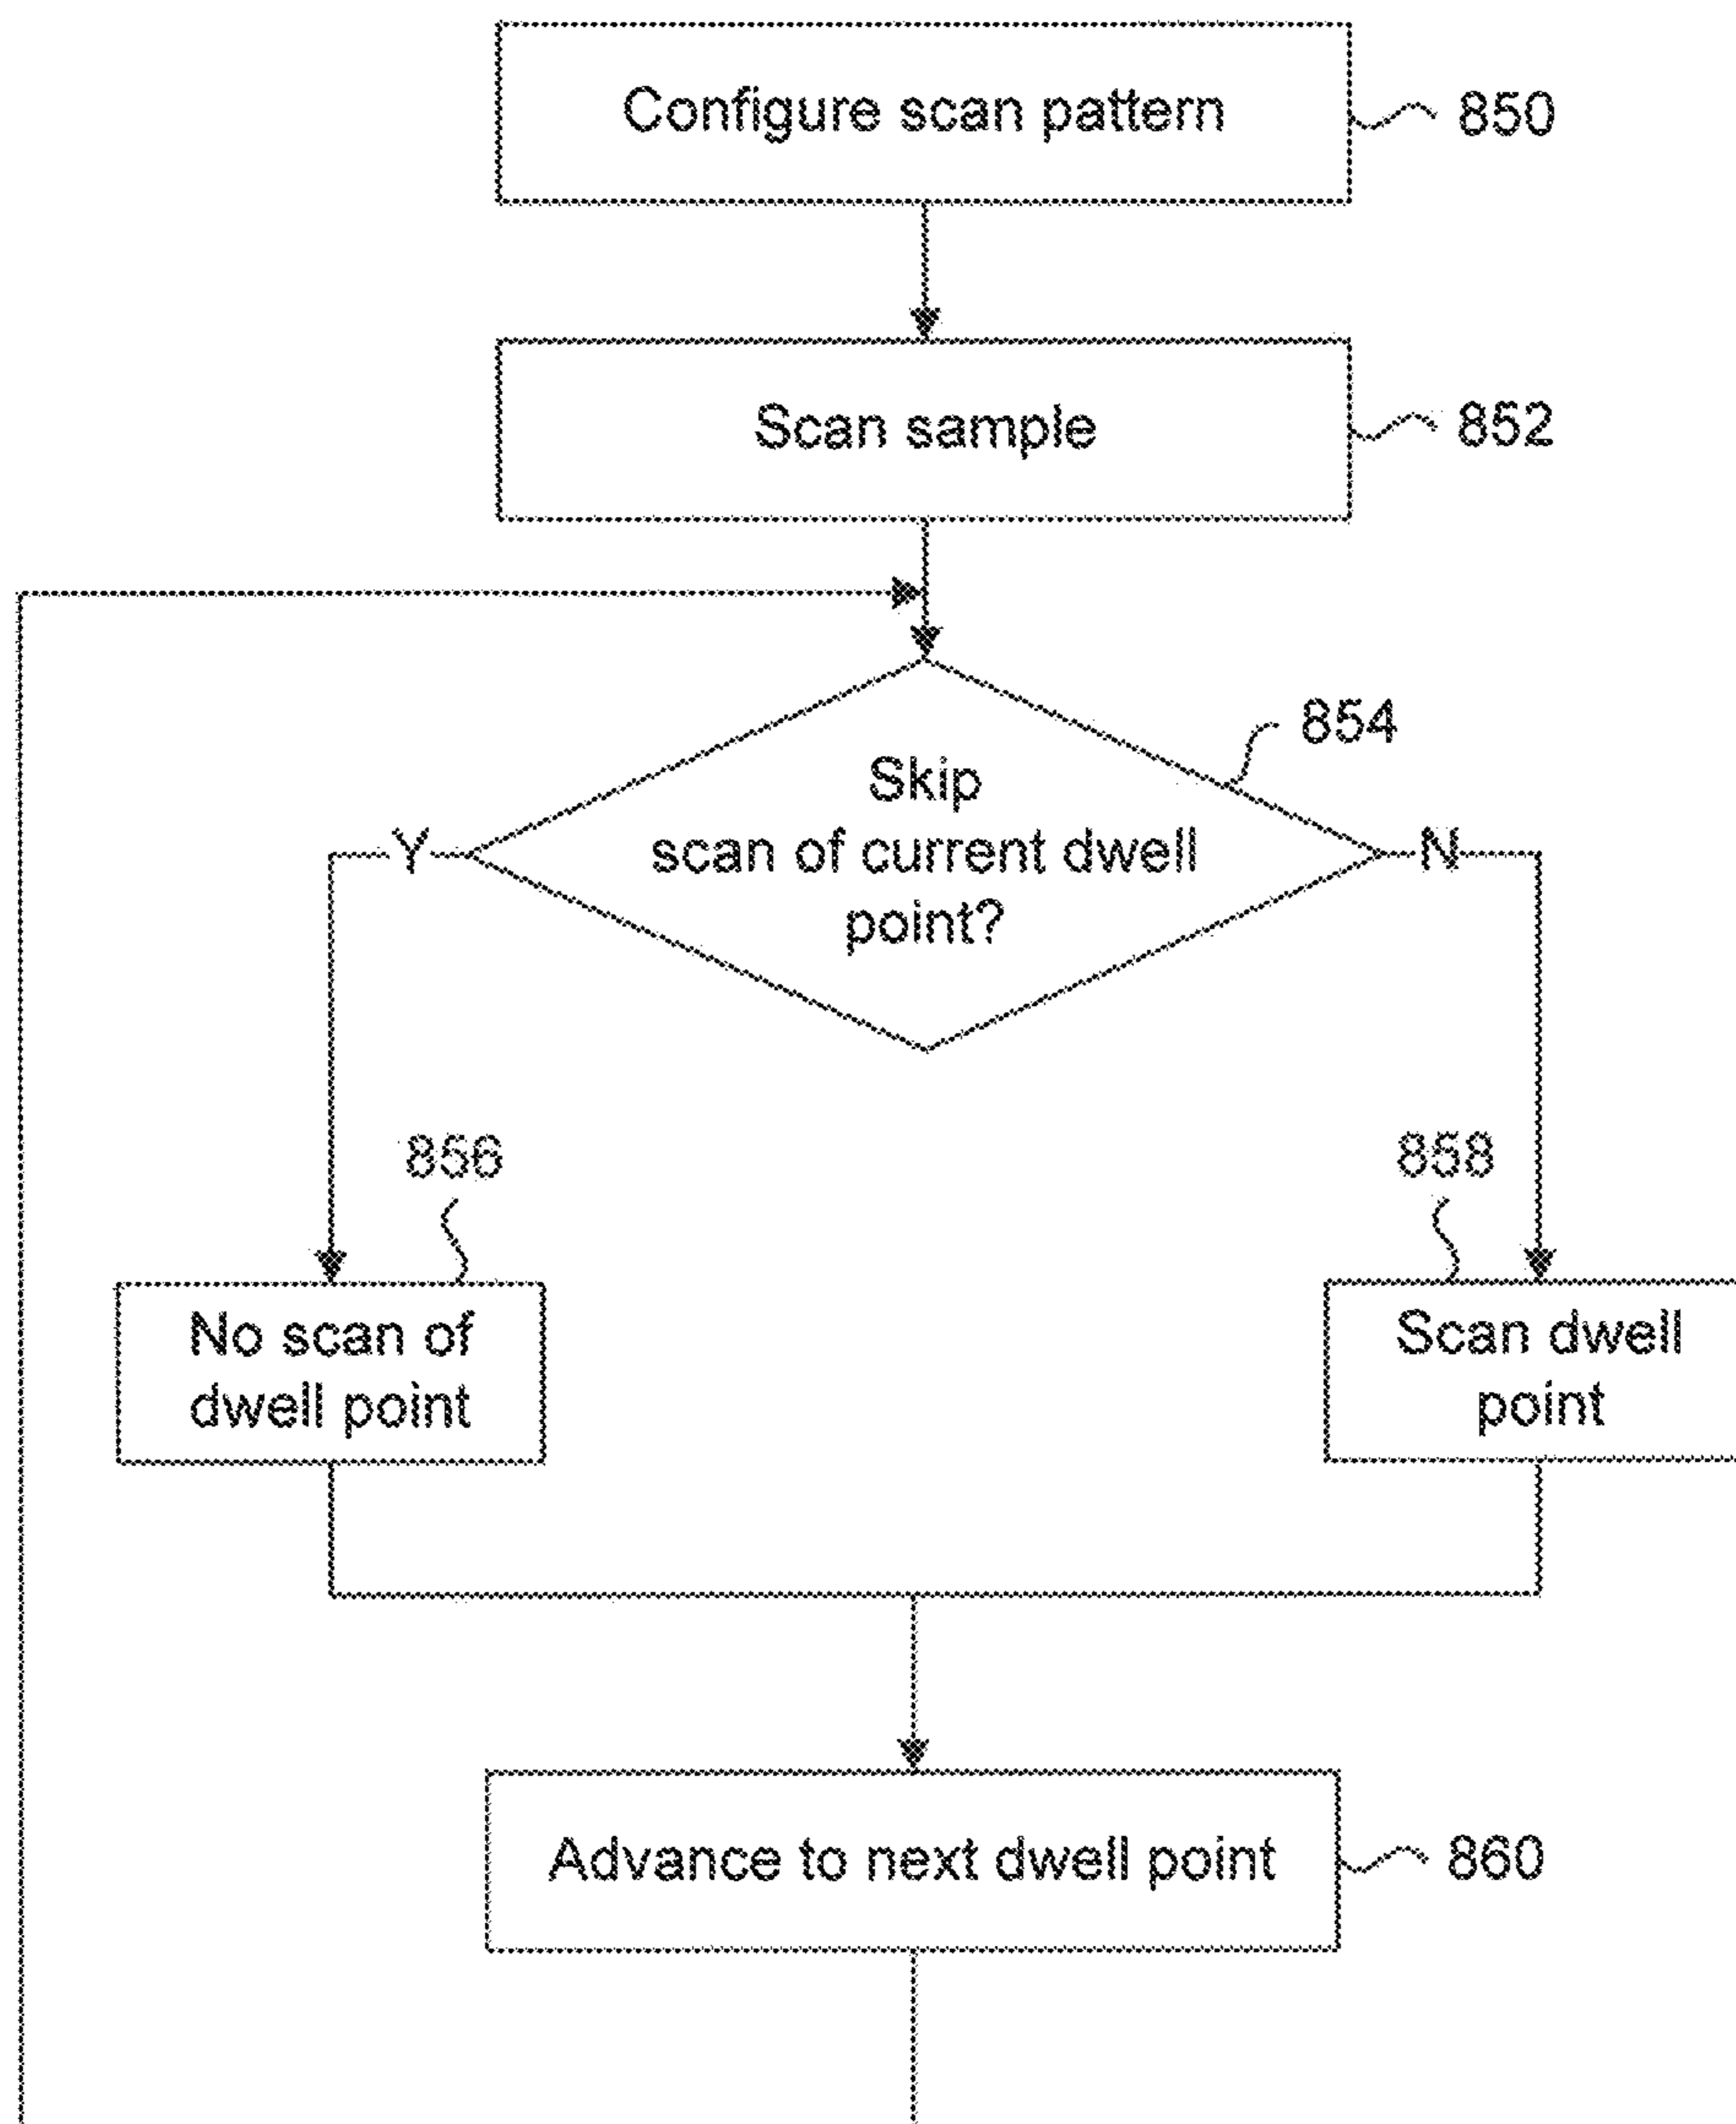 Configure scan pattern
850
Scan sample
852
854
Skip
scan of current dwell
point?
Y
N
856
858
No scan of
dwell point
Scan dwell
point
Advance to next dwell point
860